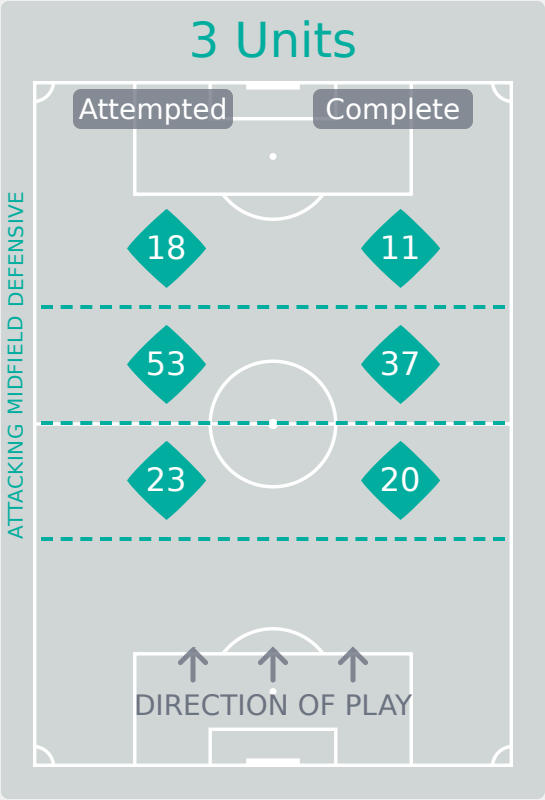 3 Units
Attempted Complete
18 11
53 37
23 20
ATTACKING MIDFIELD DEFENSIVE
DIRECTION OF PLAY